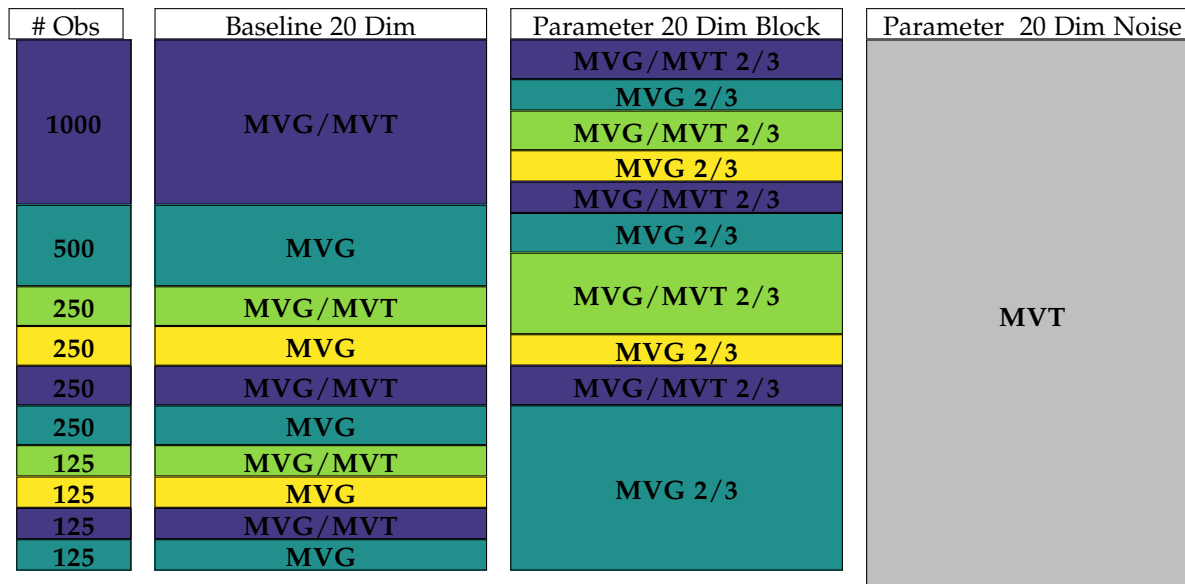 # Obs
Baseline 20 Dim
Parameter 20 Dim Block
Parameter 20 Dim Noise
1000
500
250
250
250
250
125
125
125
125
MVG/MVT
MVG
MVG/MVT
MVG
MVG/MVT
MVG
MVG/MVT
MVG
MVG/MVT
MVG
MVG/MVT 2/3
MVG 2/3
MVG/MVT 2/3
MVG 2/3
MVG/MVT 2/3
MVG 2/3
MVG/MVT 2/3
MVG 2/3
MVG/MVT 2/3
MVG 2/3
MVT